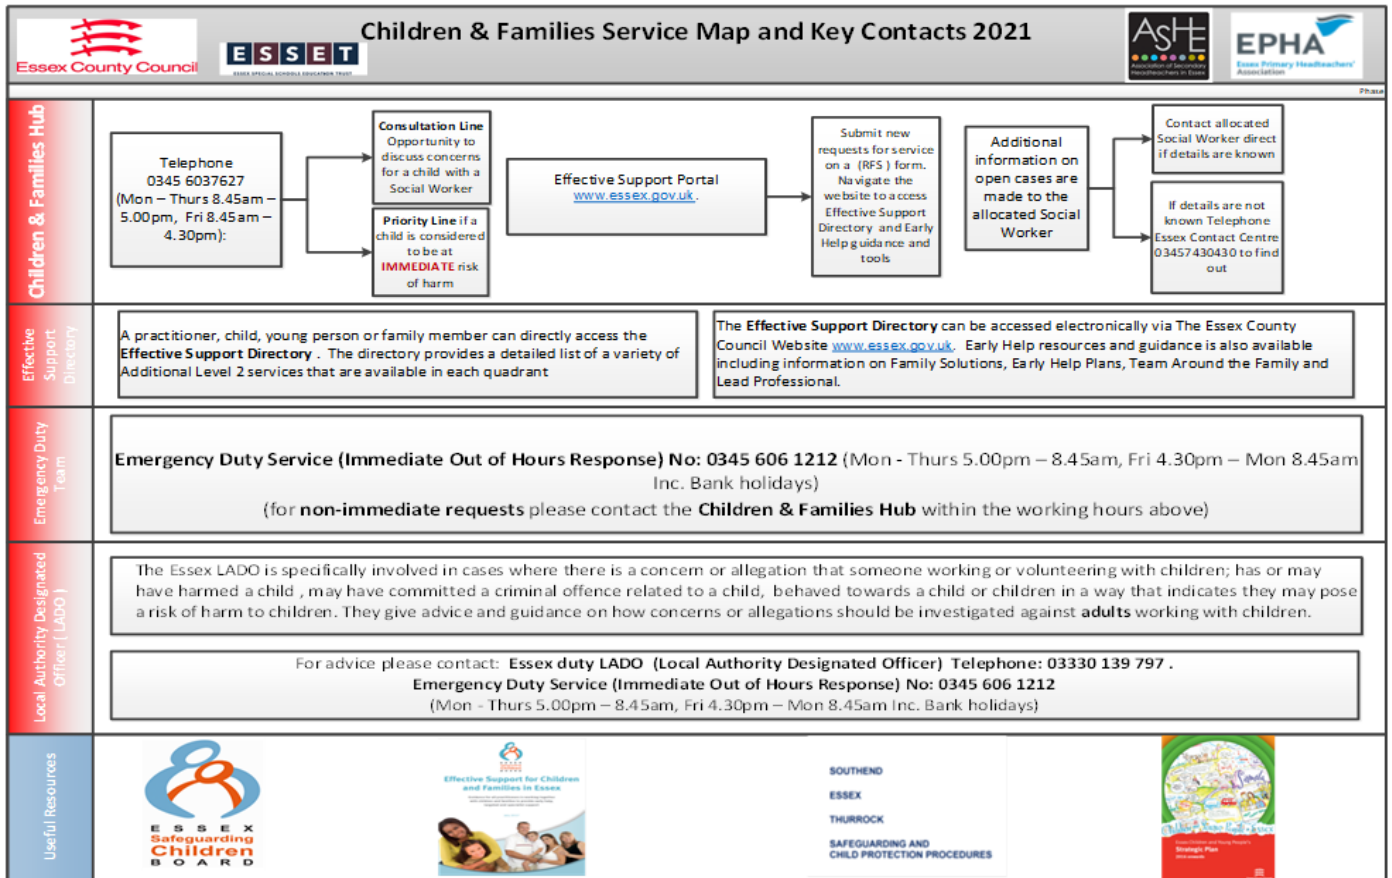 Children & Families Service Map and Key Contacts 2021
Essex County Council
ESSET
ESSEX SPECIAL SCHOOLS EDUCATION TRUST
ASHE
Association of Secondary
Headteachers in Essex
EPHA
Essex Primary Headteachers'
Association
Phase
Children & Families Hub
Telephone
0345 6037627
(Mon – Thurs 8.45am –
5.00pm, Fri 8.45am –
4.30pm):
Consultation Line
Opportunity to
discuss concerns
for a child with a
Social Worker
Priority Line if a
child is considered
to be at
IMMEDIATE risk
of harm
Effective Support Portal
www.essex.gov.uk.
Submit new
requests for service
on a (RFS ) form.
Navigate the
website to access
Effective Support
Directory and Early
Help guidance and
tools
Additional
information on
open cases are
made to the
allocated Social
Worker
Contact allocated
Social Worker direct
if details are known
If details are not
known Telephone
Essex Contact Centre
03457430430 to find
out
Effective
Support
Directory
A practitioner, child, young person or family member can directly access the
Effective Support Directory . The directory provides a detailed list of a variety of
Additional Level 2 services that are available in each quadrant
The Effective Support Directory can be accessed electronically via The Essex County
Council Website www.essex.gov.uk. Early Help resources and guidance is also available
including information on Family Solutions, Early Help Plans, Team Around the Family and
Lead Professional.
Emergency Duty
Team
Emergency Duty Service (Immediate Out of Hours Response) No: 0345 606 1212 (Mon - Thurs 5.00pm – 8.45am, Fri 4.30pm – Mon 8.45am
Inc. Bank holidays)
(for non-immediate requests please contact the Children & Families Hub within the working hours above)
Local Authority Designated
Officer ( LADO )
The Essex LADO is specifically involved in cases where there is a concern or allegation that someone working or volunteering with children; has or may
have harmed a child , may have committed a criminal offence related to a child, behaved towards a child or children in a way that indicates they may pose
a risk of harm to children. They give advice and guidance on how concerns or allegations should be investigated against adults working with children.
For advice please contact: Essex duty LADO (Local Authority Designated Officer) Telephone: 03330 139 797 .
Emergency Duty Service (Immediate Out of Hours Response) No: 0345 606 1212
(Mon - Thurs 5.00pm – 8.45am, Fri 4.30pm – Mon 8.45am Inc. Bank holidays)
Useful Resources
ESSEX
Safeguarding
Children
BOARD
Effective Support for Children
and Families in Essex
SOUTHEND
ESSEX
THURROCK
SAFEGUARDING AND
CHILD PROTECTION PROCEDURES
Essex Children and Young People's
Strategic Plan